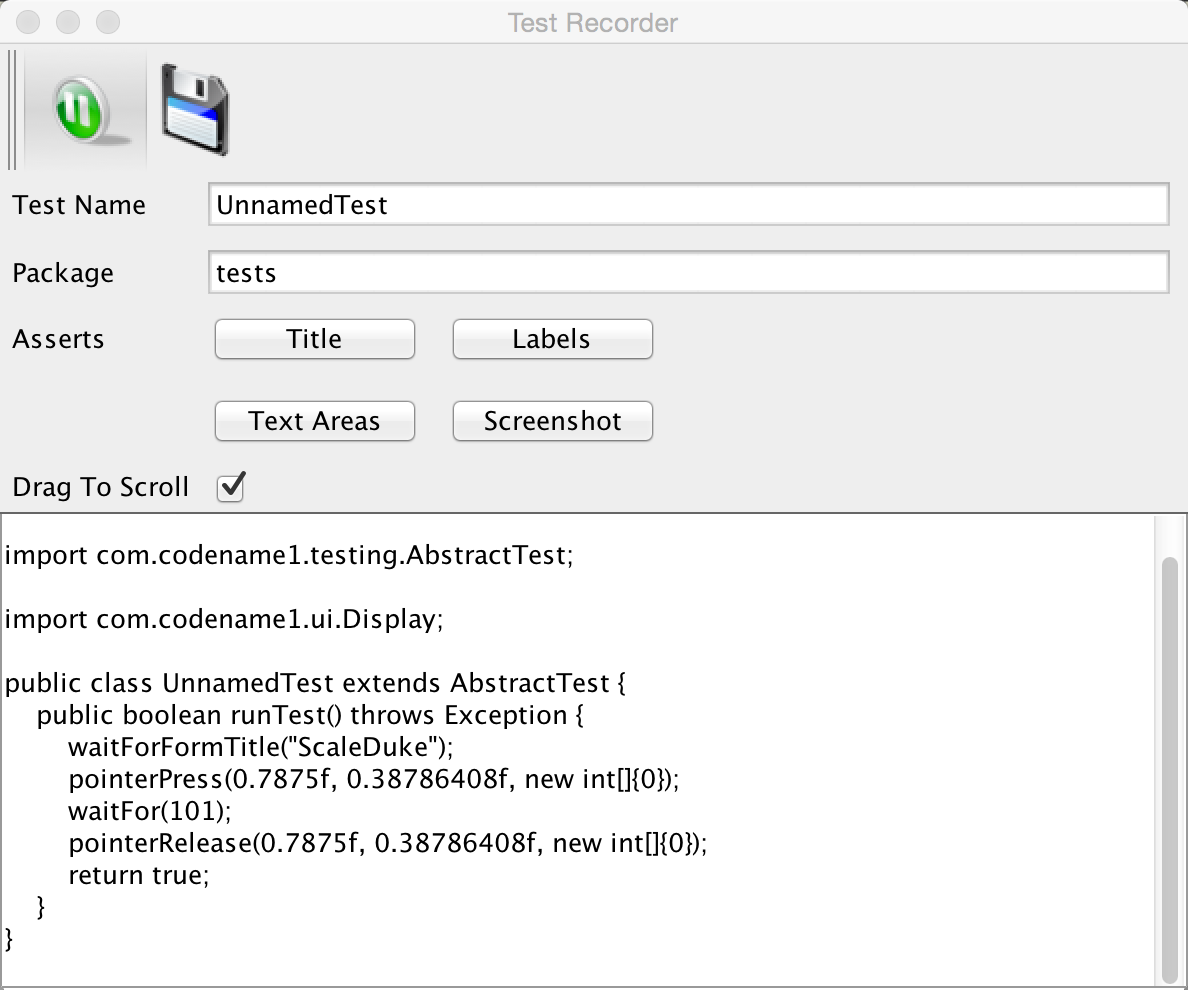 Test Recorder
Test Name
UnnamedTest
Package
tests
Asserts
Title
Labels
Text Areas
Screenshot
Drag To Scroll
import com.codename1.testing.AbstractTest;
import com.codename1.ui.Display;
public class UnnamedTest extends AbstractTest {
    public boolean runTest() throws Exception {
        waitForFormTitle("ScaleDuke");
        pointerPress(0.7875f, 0.38786408f, new int[]{0});
        waitFor(101);
        pointerRelease(0.7875f, 0.38786408f, new int[]{0});
        return true;
    }
}